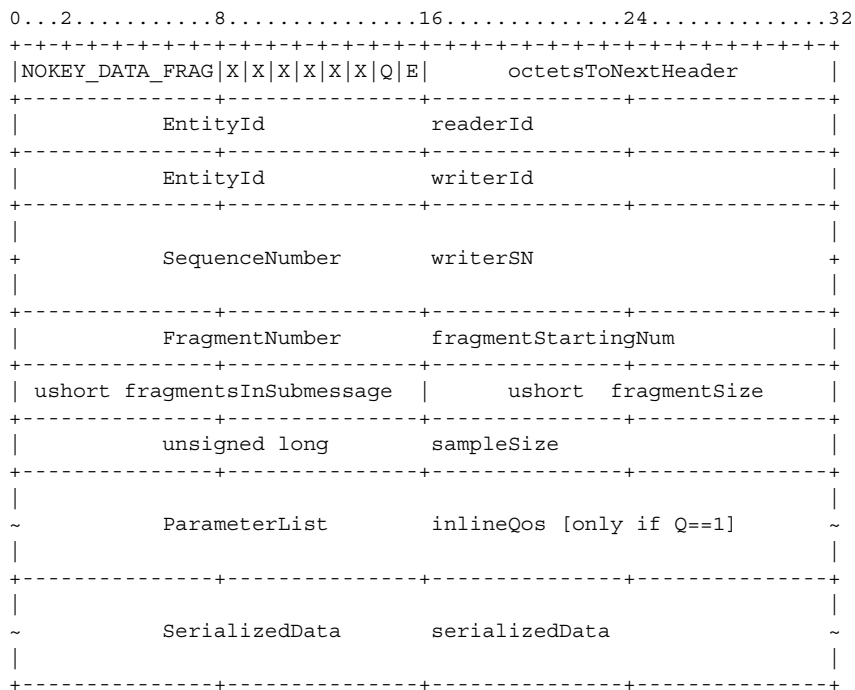 0...2...........8...............16..............24..............32
+-+-+-+-+-+-+-+-+-+-+-+-+-+-+-+-+-+-+-+-+-+-+-+-+-+-+-+-+-+-+-+-+
|NOKEY_DATA_FRAG|X|X|X|X|X|X|Q|E|      octetsToNextHeader       |
+---------------+---------------+---------------+---------------+
|           EntityId             readerId                       |
+---------------+---------------+---------------+---------------+
|           EntityId             writerId                       |
+---------------+---------------+---------------+---------------+
|                                                               |
+           SequenceNumber       writerSN                       +
|                                                               |
+---------------+---------------+---------------+---------------+
|           FragmentNumber       fragmentStartingNum            |
+---------------+---------------+---------------+---------------+
| ushort fragmentsInSubmessage  |      ushort  fragmentSize     |
+---------------+---------------+---------------+---------------+
|           unsigned long        sampleSize                     |
+---------------+---------------+---------------+---------------+
|                                                               |
~           ParameterList        inlineQos [only if Q==1]       ~
|                                                               |
+---------------+---------------+---------------+---------------+
|                                                               |
~           SerializedData       serializedData                 ~
|                                                               |
+---------------+---------------+---------------+---------------+